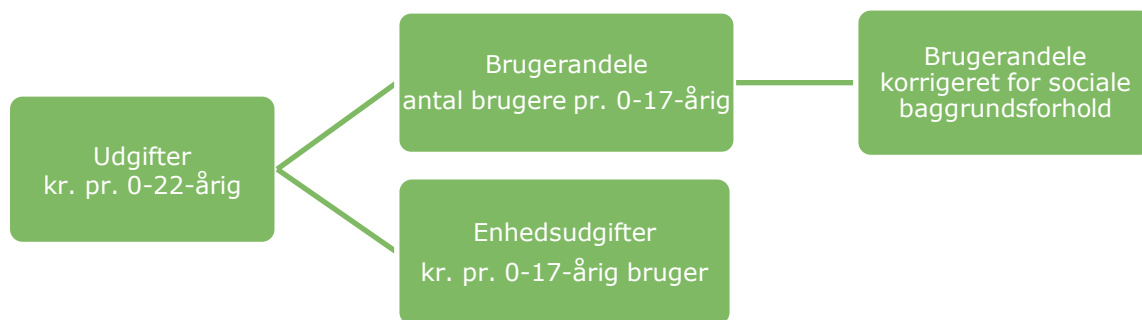 Udgifter
kr. pr. 0-22-årig
Brugerandele
antal brugere pr. 0-17-årig
Enhedsudgifter
kr. pr. 0-17-årig bruger
Brugerandele
korrigeret for sociale
baggrundsforhold